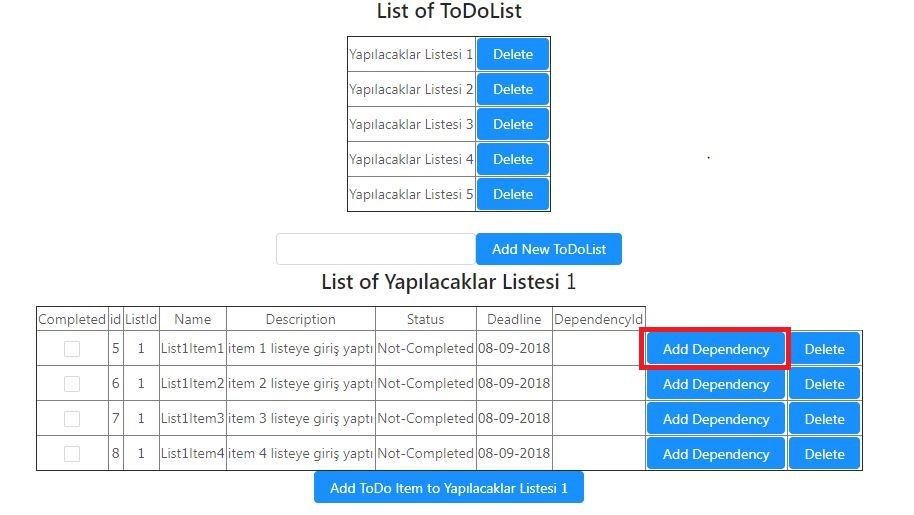 List of ToDoList
Yapılacaklar Listesi 1 Delete
Yapılacaklar Listesi 2 Delete
Yapılacaklar Listesi 3 Delete
Yapılacaklar Listesi 4 Delete
Yapılacaklar Listesi 5 Delete
Add New ToDoList
List of Yapılacaklar Listesi 1
Completed id ListId Name Description Status Deadline DependencyId
5 1 List1Item1 item 1 listeye giriş yaptı Not-Completed 08-09-2018 Add Dependency Delete
6 1 List1Item2 item 2 listeye giriş yaptı Not-Completed 08-09-2018 Add Dependency Delete
7 1 List1Item3 item 3 listeye giriş yaptı Not-Completed 08-09-2018 Add Dependency Delete
8 1 List1Item4 item 4 listeye giriş yaptı Not-Completed 08-09-2018 Add Dependency Delete
Add ToDo Item to Yapılacaklar Listesi 1